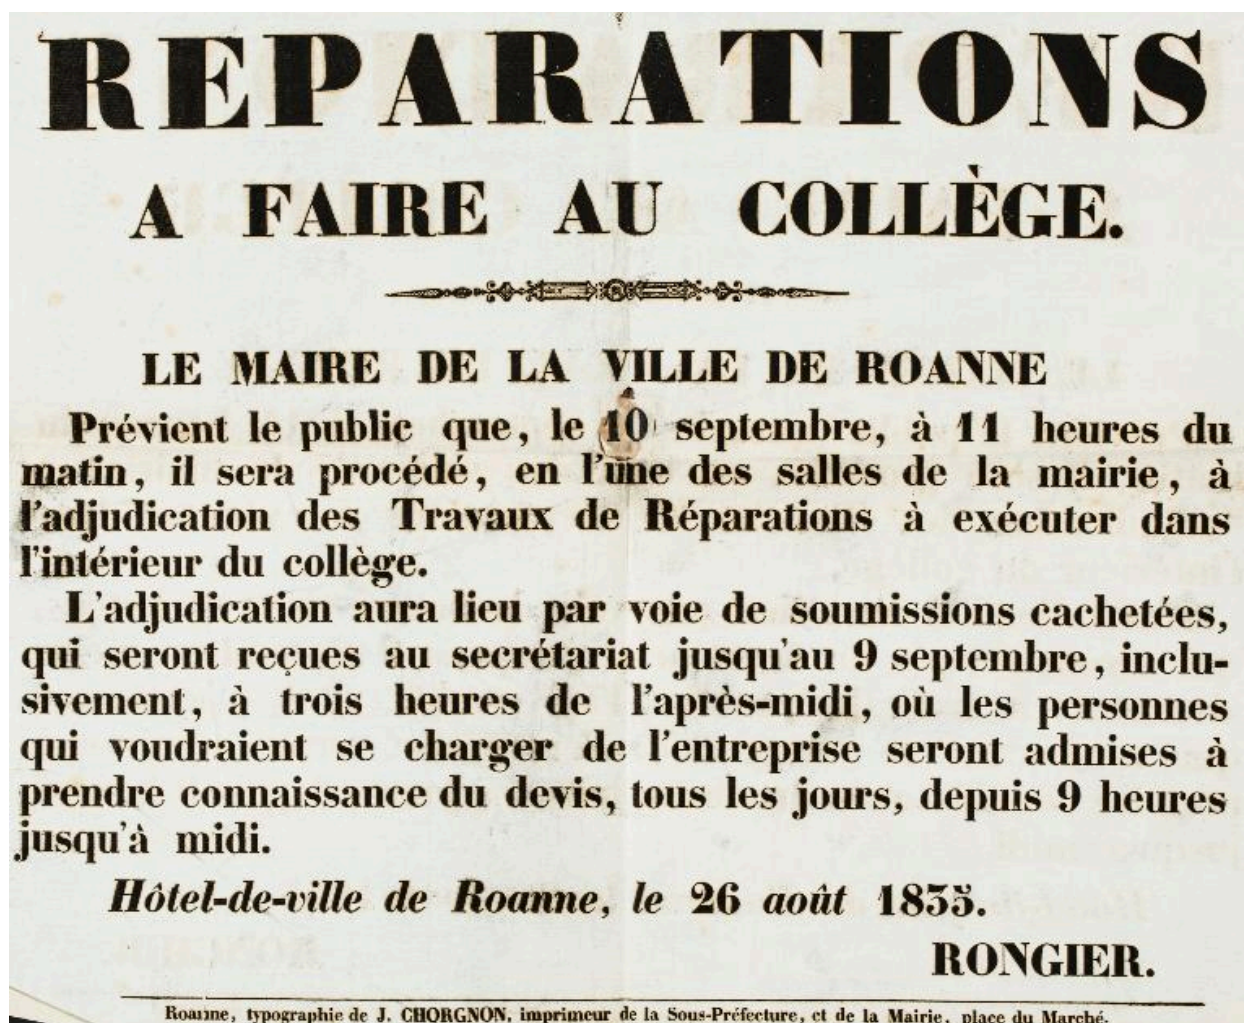 REPARATIONS
A FAIRE AU COLLÈGE.
LE MAIRE DE LA VILLE DE ROANNE
Prévient le public que, le 10 septembre, à 11 heures du
matin, il sera procédé, en l'une des salles de la mairie, à
l'adjudication des Travaux de Réparations à exécuter dans
l'intérieur du collège.
L'adjudication aura lieu par voie de soumissions cachetées,
qui seront reçues au secrétariat jusqu'au 9 septembre, inclu-
sivement, à trois heures de l'après-midi, où les personnes
qui voudraient se charger de l'entreprise seront admises à
prendre connaissance du devis, tous les jours, depuis 9 heures
jusqu'à midi.
Hôtel-de-ville de Roanne, le 26 août 1835.
RONGIER.
Roanne, typographie de J. CHORGNON, imprimeur de la Sous-Préfecture, et de la Mairie, place du Marché.